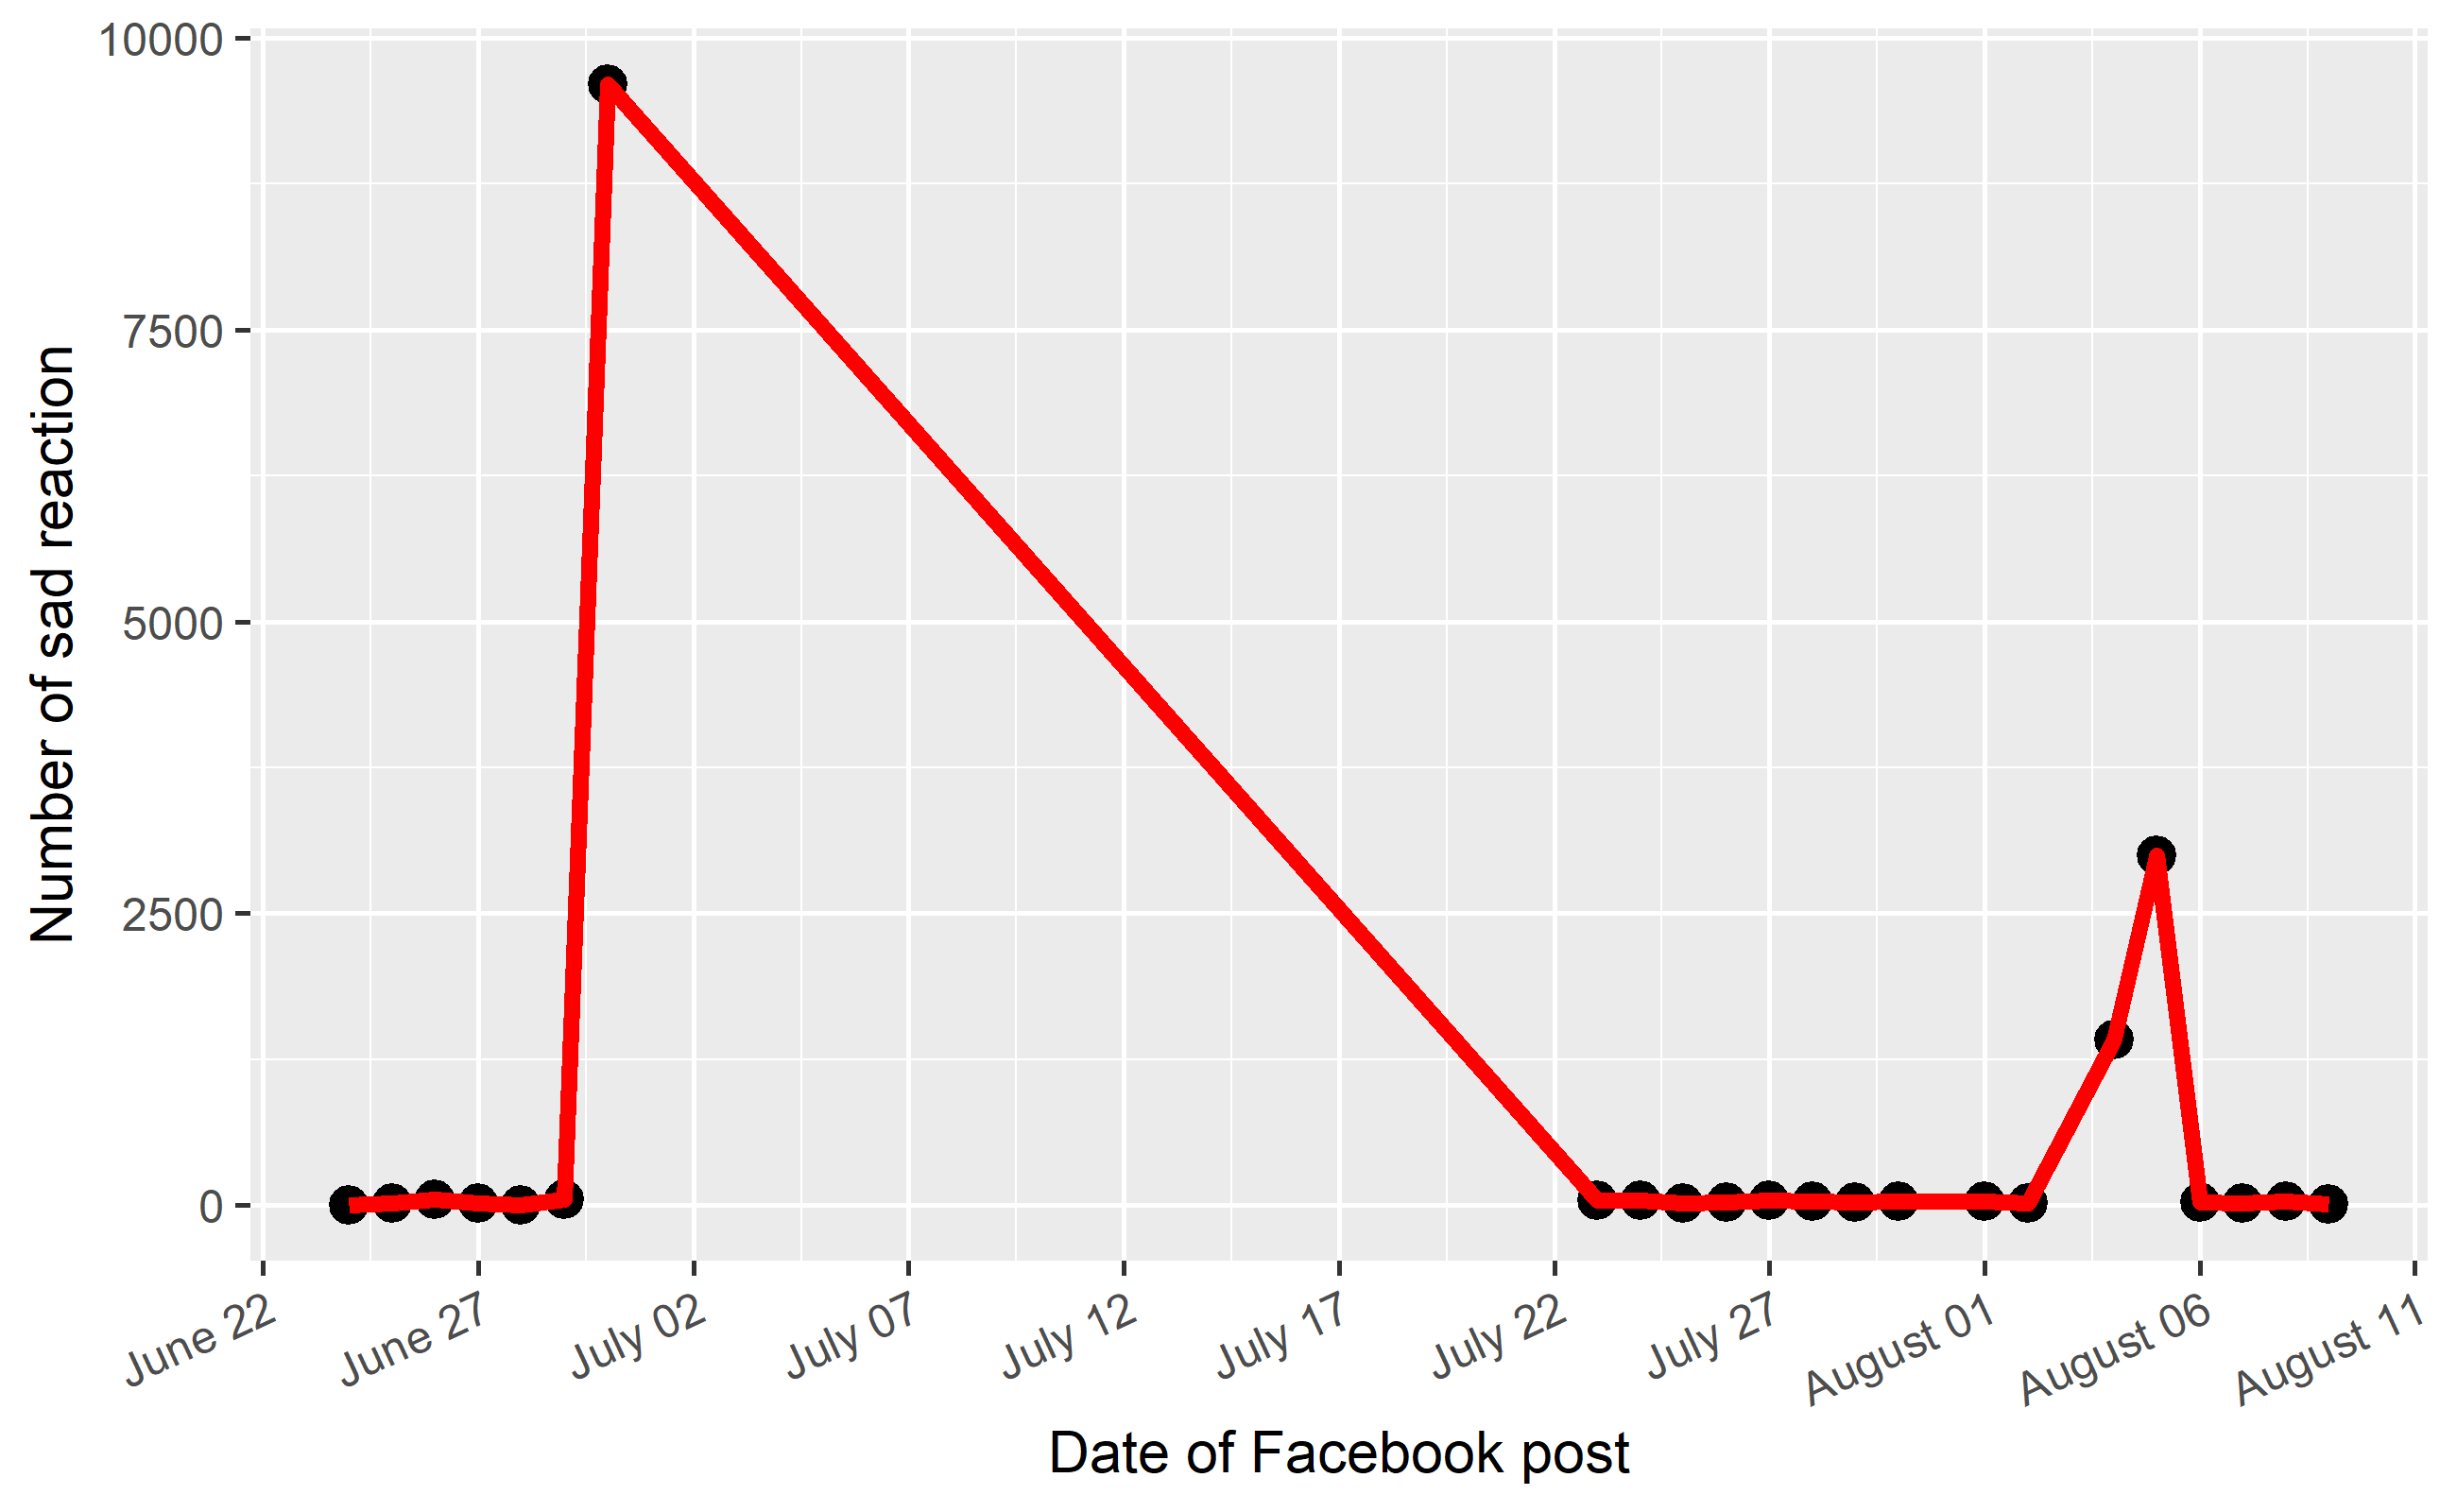 Number of sad reaction
10000
7500
5000
2500
0
June 22
June 27
July 02
July 07
July 12
July 17
July 22
July 27
August 01
August 06
August 11
Date of Facebook post